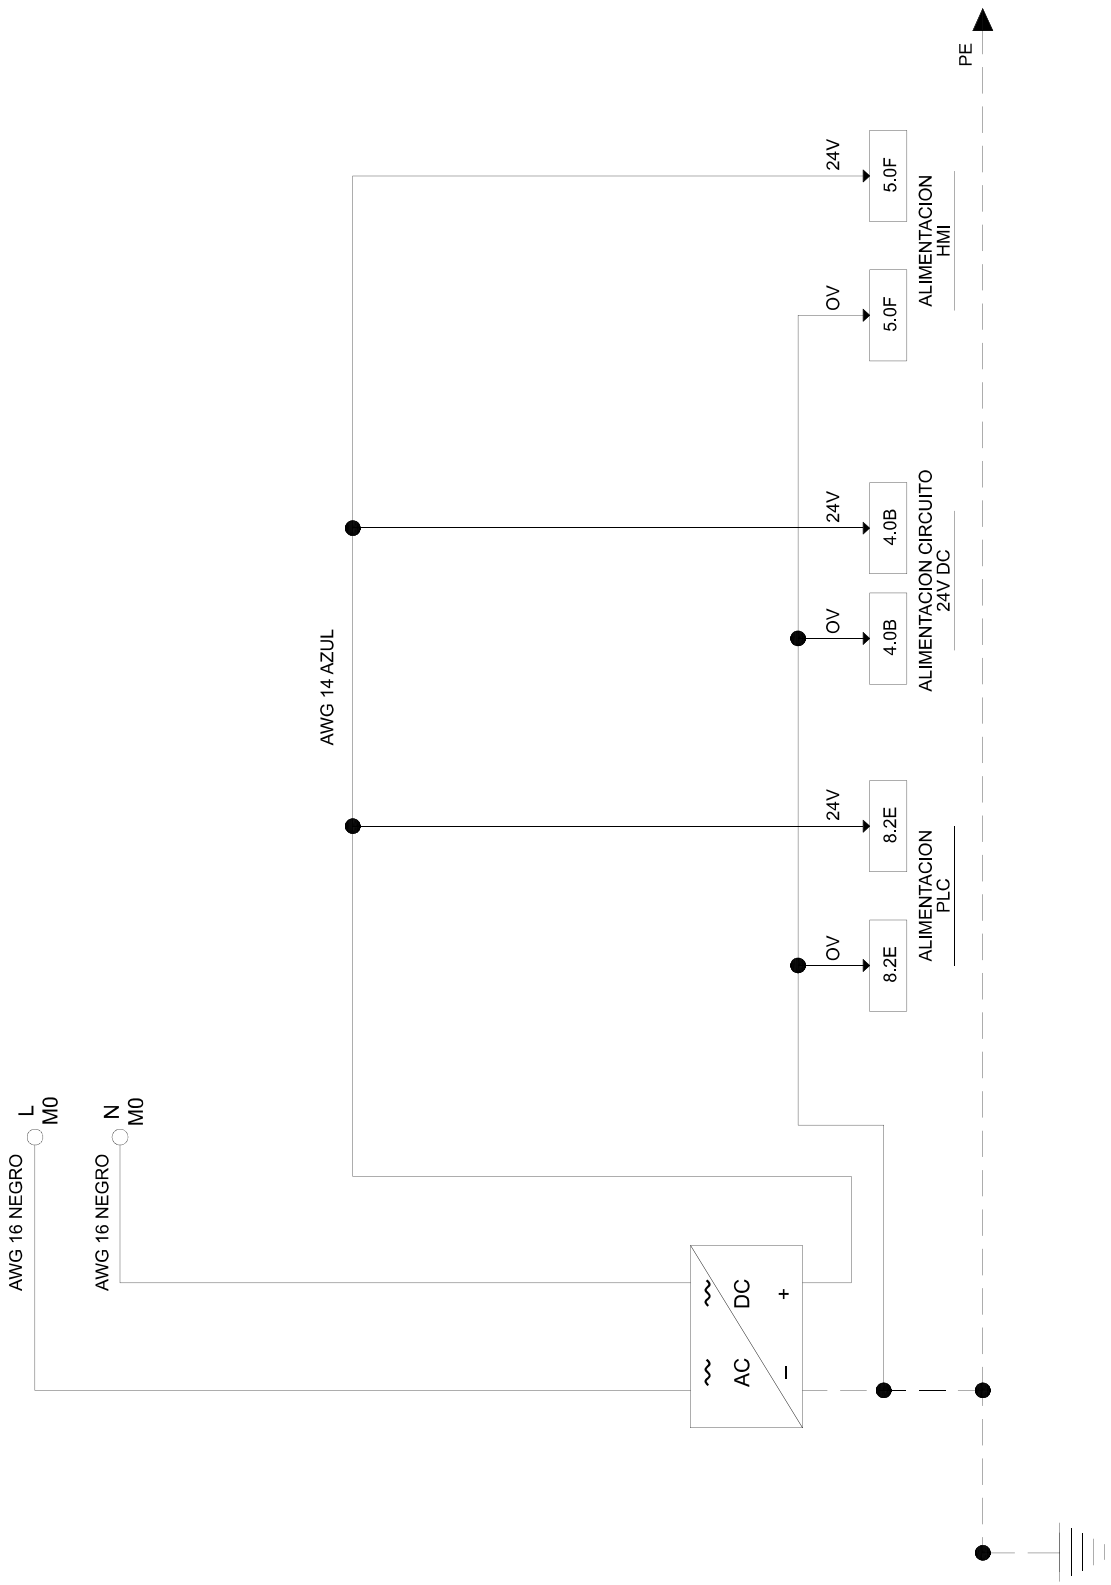 AWG 16 NEGRO
L
M0
AWG 16 NEGRO
N
M0
AWG 14 AZUL
AC
DC
–
+
OV
24V
OV
24V
OV
24V
8.2E
8.2E
4.0B
4.0B
5.0F
5.0F
ALIMENTACION
PLC
ALIMENTACION CIRCUITO
24V DC
ALIMENTACION
HMI
PE